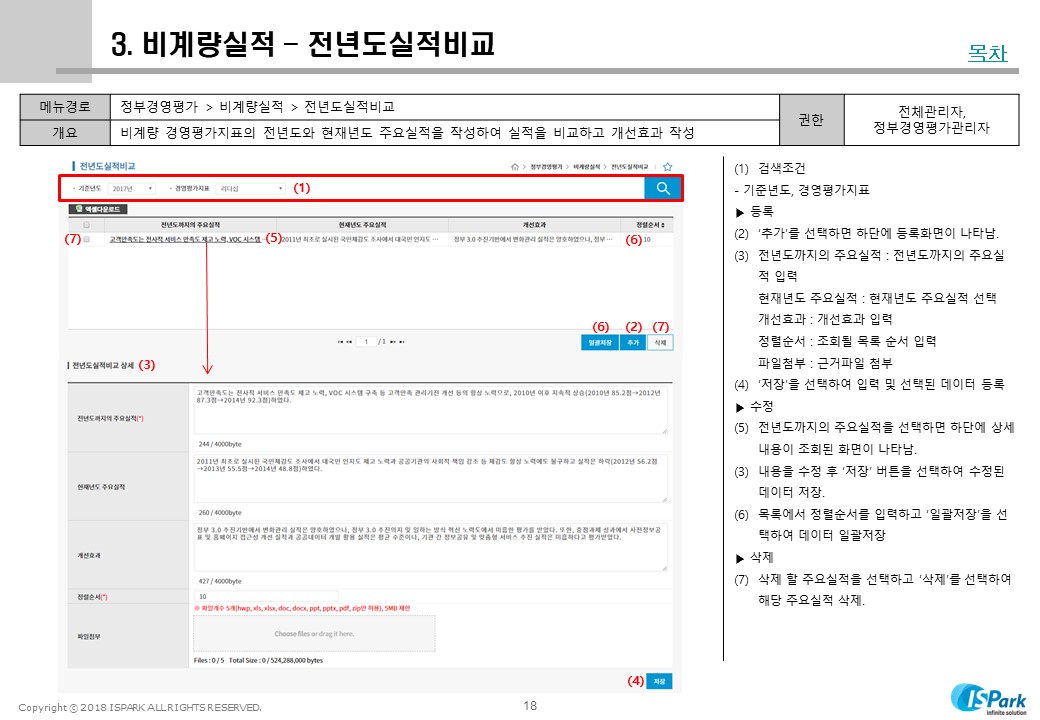 3. 비계량실적 – 전년도실적비교
목차
메뉴경로
정부경영평가 > 비계량실적 > 전년도실적비교
개요
비계량 경영평가지표의 전년도와 현재년도 주요실적을 작성하여 실적을 비교하고 개선효과 작성
권한
전체관리자,
정부경영평가관리자
전년도실적비교
> 정부경영평가 > 비계량실적 > 전년도실적비교
기준년도 2017년 경영평가지표 리더십 (1)
엑셀다운로드
전년도까지의 주요실적 현재년도 주요실적 개선효과 정렬순서
(7) 고객만족도는 전사적 서비스 만족도 제고 노력, VOC 시스템 ··· (5) 2011년 최초로 실시된 국민체감도 조사에서 대국민 인지도 ··· 정부 3.0 추진기반에서 변화관리 실적은 양호하였으나, 정부 ··· (6) 10
1 / 1
(6) (2) (7)
일괄저장 추가 삭제
전년도실적비교 상세 (3)
전년도까지의 주요실적(*)
고객만족도는 전사적 서비스 만족도 제고 노력, VOC 시스템 구축 등 고객만족 관리기전 개선 등의 향상 노력으로, 2010년 이후 지속적 상승(2010년 85.2점→2012년
87.3점→2014년 92.3점)하였다.
244 / 4000byte
현재년도 주요실적
2011년 최초로 실시된 국민체감도 조사에서 대국민 인지도 제고 노력과 공공기관의 사회적 책임 강조 등 체감도 향상 노력에도 불구하고 실적은 하락(2012년 56.2점
→2013년 55.5점→2014년 48.8점)하였다.
260 / 4000byte
개선효과
정부 3.0 추진기반에서 변화관리 실적은 양호하였으나, 정부 3.0 추진의지 및 일하는 방식 혁신 노력도에서 미흡한 평가를 받았다. 또한, 중점과제 성과에서 사전정보공
표 및 홈페이지 접근성 개선 실적과 공공데이터 개발 활용 실적은 평균 수준이나, 기관 간 정보공유 및 맞춤형 서비스 추진 실적은 미흡하다고 평가받았다.
427 / 4000byte
정렬순서(*)
10
파일첨부
※ 파일개수 5개(hwp, xls, xlsx, doc, docx, ppt, pptx, pdf, zip만 허용), 5MB 제한
Choose files or drag it here.
Files : 0 / 5 Total Size : 0 / 524,288,000 bytes
(4) 저장
(1) 검색조건
- 기준년도, 경영평가지표
▶ 등록
(2) ‘추가’를 선택하면 하단에 등록화면이 나타남.
(3) 전년도까지의 주요실적 : 전년도까지의 주요실
적 입력
현재년도 주요실적 : 현재년도 주요실적 선택
개선효과 : 개선효과 입력
정렬순서 : 조회될 목록 순서 입력
파일첨부 : 근거파일 첨부
(4) ‘저장’을 선택하여 입력 및 선택된 데이터 등록
▶ 수정
(5) 전년도까지의 주요실적을 선택하면 하단에 상세
내용이 조회된 화면이 나타남.
(3) 내용을 수정 후 ‘저장’ 버튼을 선택하여 수정된
데이터 저장.
(6) 목록에서 정렬순서를 입력하고 ‘일괄저장’을 선
택하여 데이터 일괄저장
▶ 삭제
(7) 삭제 할 주요실적을 선택하고 ‘삭제’를 선택하여
해당 주요실적 삭제.
Copyright ⓒ 2018 ISPARK ALL RIGHTS RESERVED.
18
ISPark
infinite solution